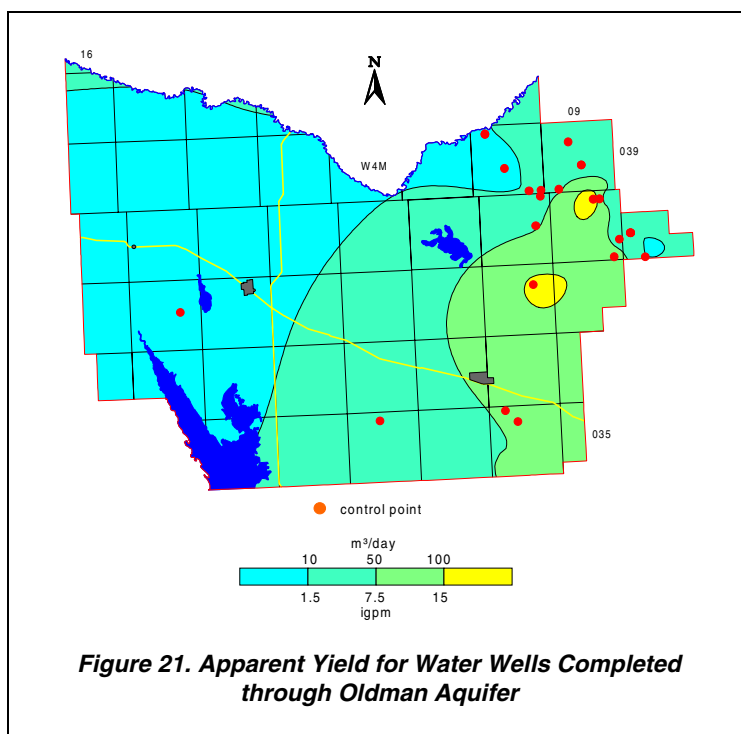 16
N
09
039
W4M
035
control point
m³/day
10 50 100
1.5 7.5 15
igpm
Figure 21. Apparent Yield for Water Wells Completed
through Oldman Aquifer